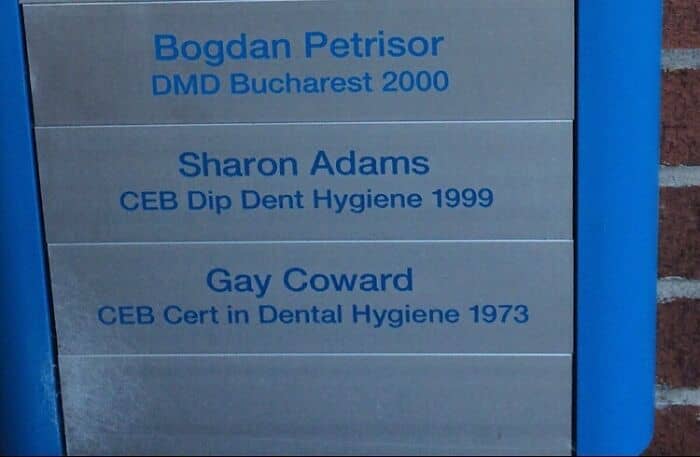 Bogdan Petrisor
DMD Bucharest 2000
Sharon Adams
CEB Dip Dent Hygiene 1999
Gay Coward
CEB Cert in Dental Hygiene 1973